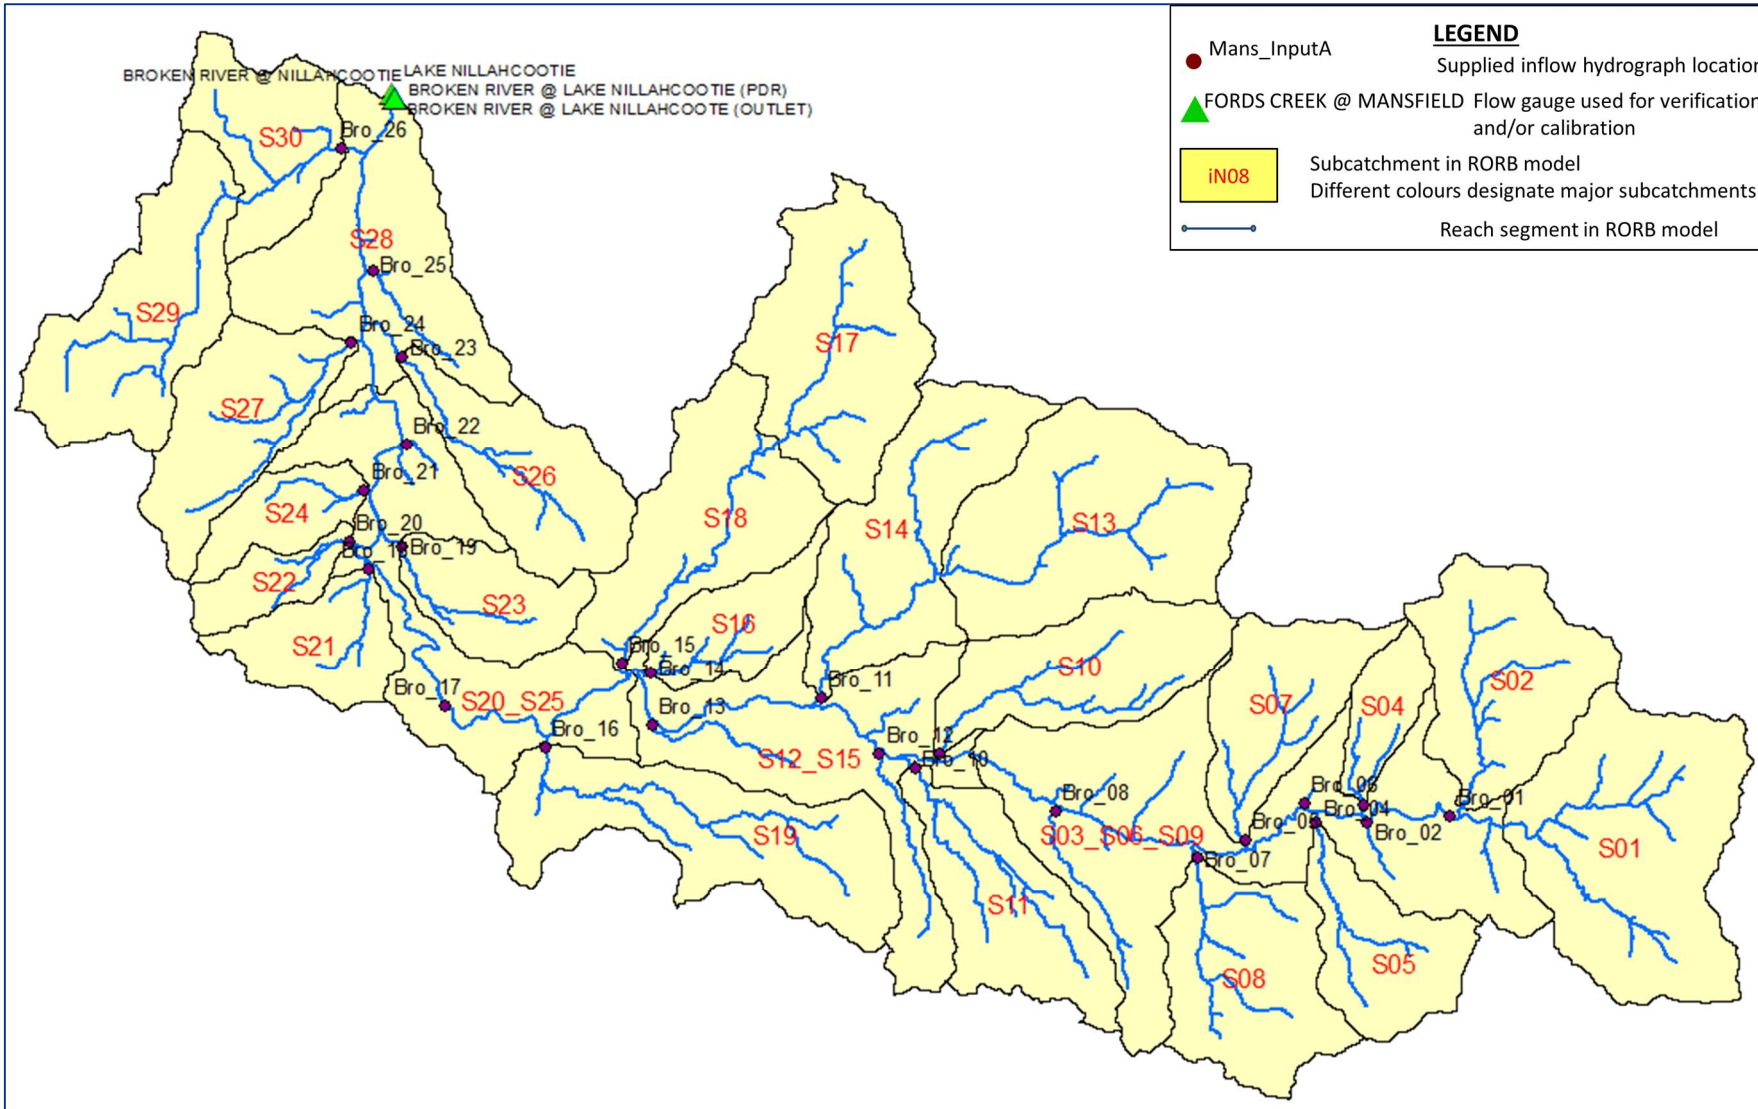 LEGEND
Mans_InputA
Supplied inflow hydrograph location
FORDS CREEK @ MANSFIELD
Flow gauge used for verification
and/or calibration
iN08
Subcatchment in RORB model
Different colours designate major subcatchments
Reach segment in RORB model
BROKEN RIVER @ NILLAHCOOTIE
LAKE NILLAHCOOTIE
BROKEN RIVER @ LAKE NILLAHCOOTIE (PDR)
BROKEN RIVER @ LAKE NILLAHCOOTE (OUTLET)
S30
Bro_26
S28
Bro_25
S29
Bro_24
Bro_23
S17
S27
Bro_22
Bro_21
S26
S24
Bro_20
Bro_19
S18
S14
S13
S22
S23
S21
S16
Bro_15
Bro_14
S10
Bro_11
Bro_17
S20_S25
Bro_13
Bro_16
Bro_12
Bro_10
S12_S15
S07
S04
S02
Bro_08
Bro_06
Bro_04
Bro_01
S19
S03_S06_S09
Bro_02
Bro_07
S01
S11
S08
S05